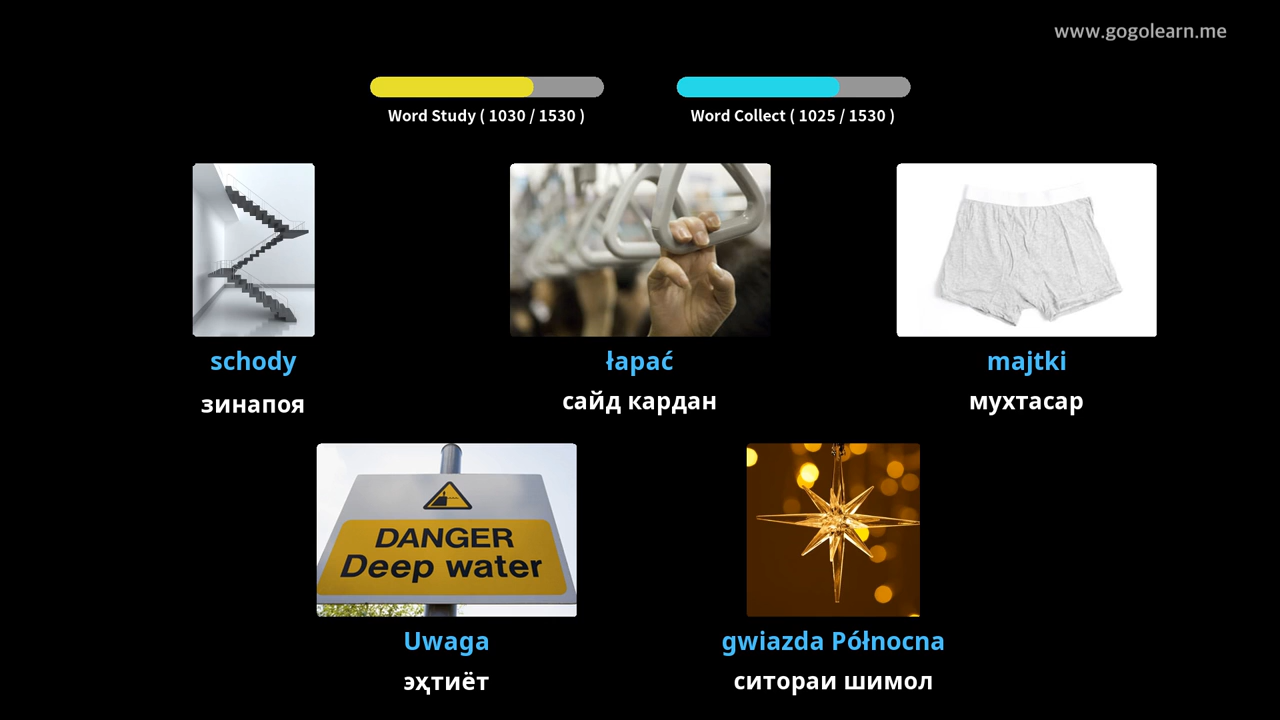 www.gogolearn.me
Word Study ( 1030 / 1530 )
Word Collect ( 1025 / 1530 )
schody
łapać
majtki
зинапоя
сайд кардан
мухтасар
DANGER
Deep water
Uwaga
gwiazda Północna
эҳтиёт
ситораи шимол